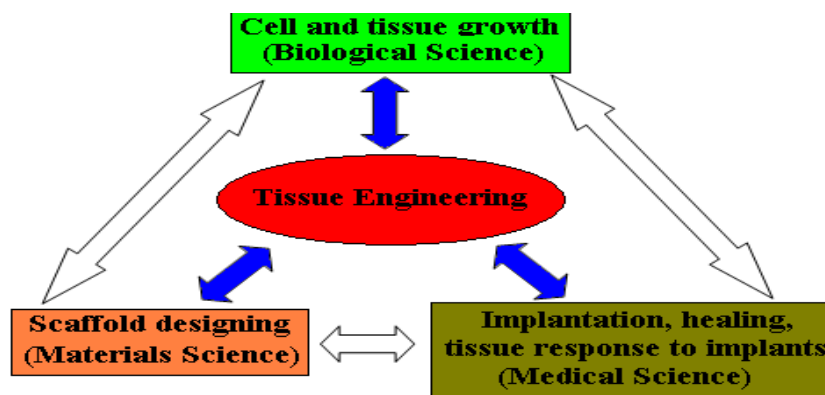 Cell and tissue growth
(Biological Science)
Tissue Engineering
Scaffold designing
(Materials Science)
Implantation, healing,
tissue response to implants
(Medical Science)